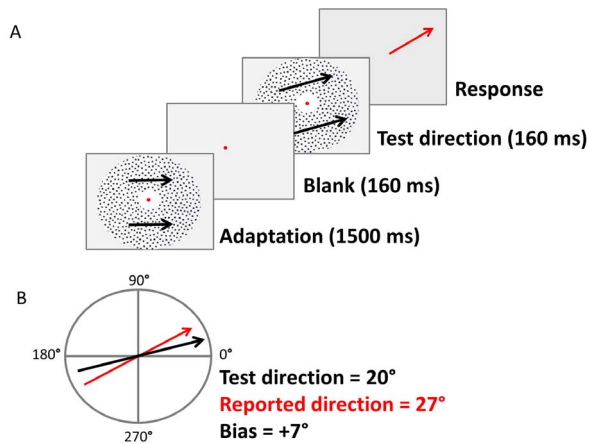 A
Response
Test direction (160 ms)
Blank (160 ms)
Adaptation (1500 ms)
B
90°
180°
0°
270°
Test direction = 20°
Reported direction = 27°
Bias = +7°